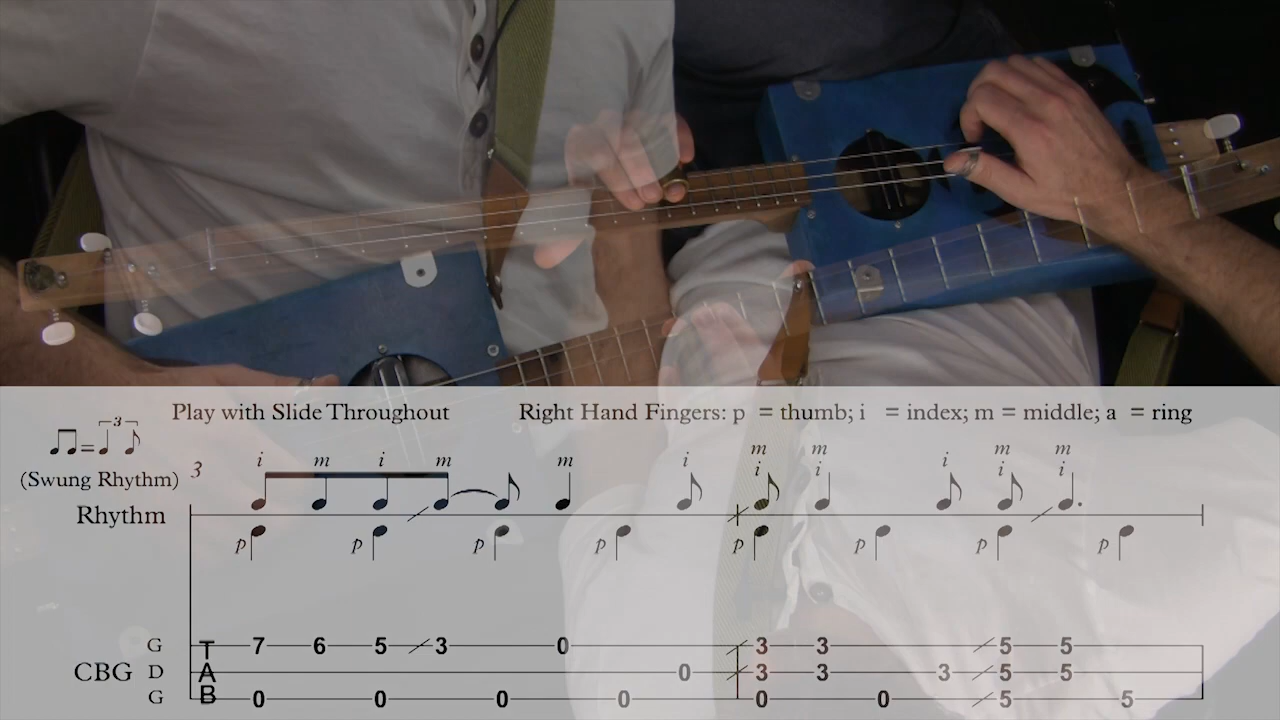 Play with Slide Throughout Right Hand Fingers: p = thumb; i = index; m = middle; a = ring
= 3
(Swung Rhythm) 3 i m i m m i m i m i i m i m i
Rhythm
p p p p p p p p
G T 7 6 5 3 0 3 3 5 5
CBG D A 0 3 3 3 5 5
G B 0 0 0 0 0 0 5 5